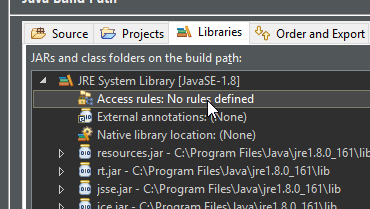 Java Build Path
Source Projects Libraries Order and Export
JARs and class folders on the build path:
JRE System Library [JavaSE-1.8]
Access rules: No rules defined
External annotations: (None)
Native library location: (None)
resources.jar - C:\Program Files\Java\jre1.8.0_161\lib
rt.jar - C:\Program Files\Java\jre1.8.0_161\lib
jsse.jar - C:\Program Files\Java\jre1.8.0_161\lib
jce.jar - C:\Program Files\Java\jre1.8.0_161\lib